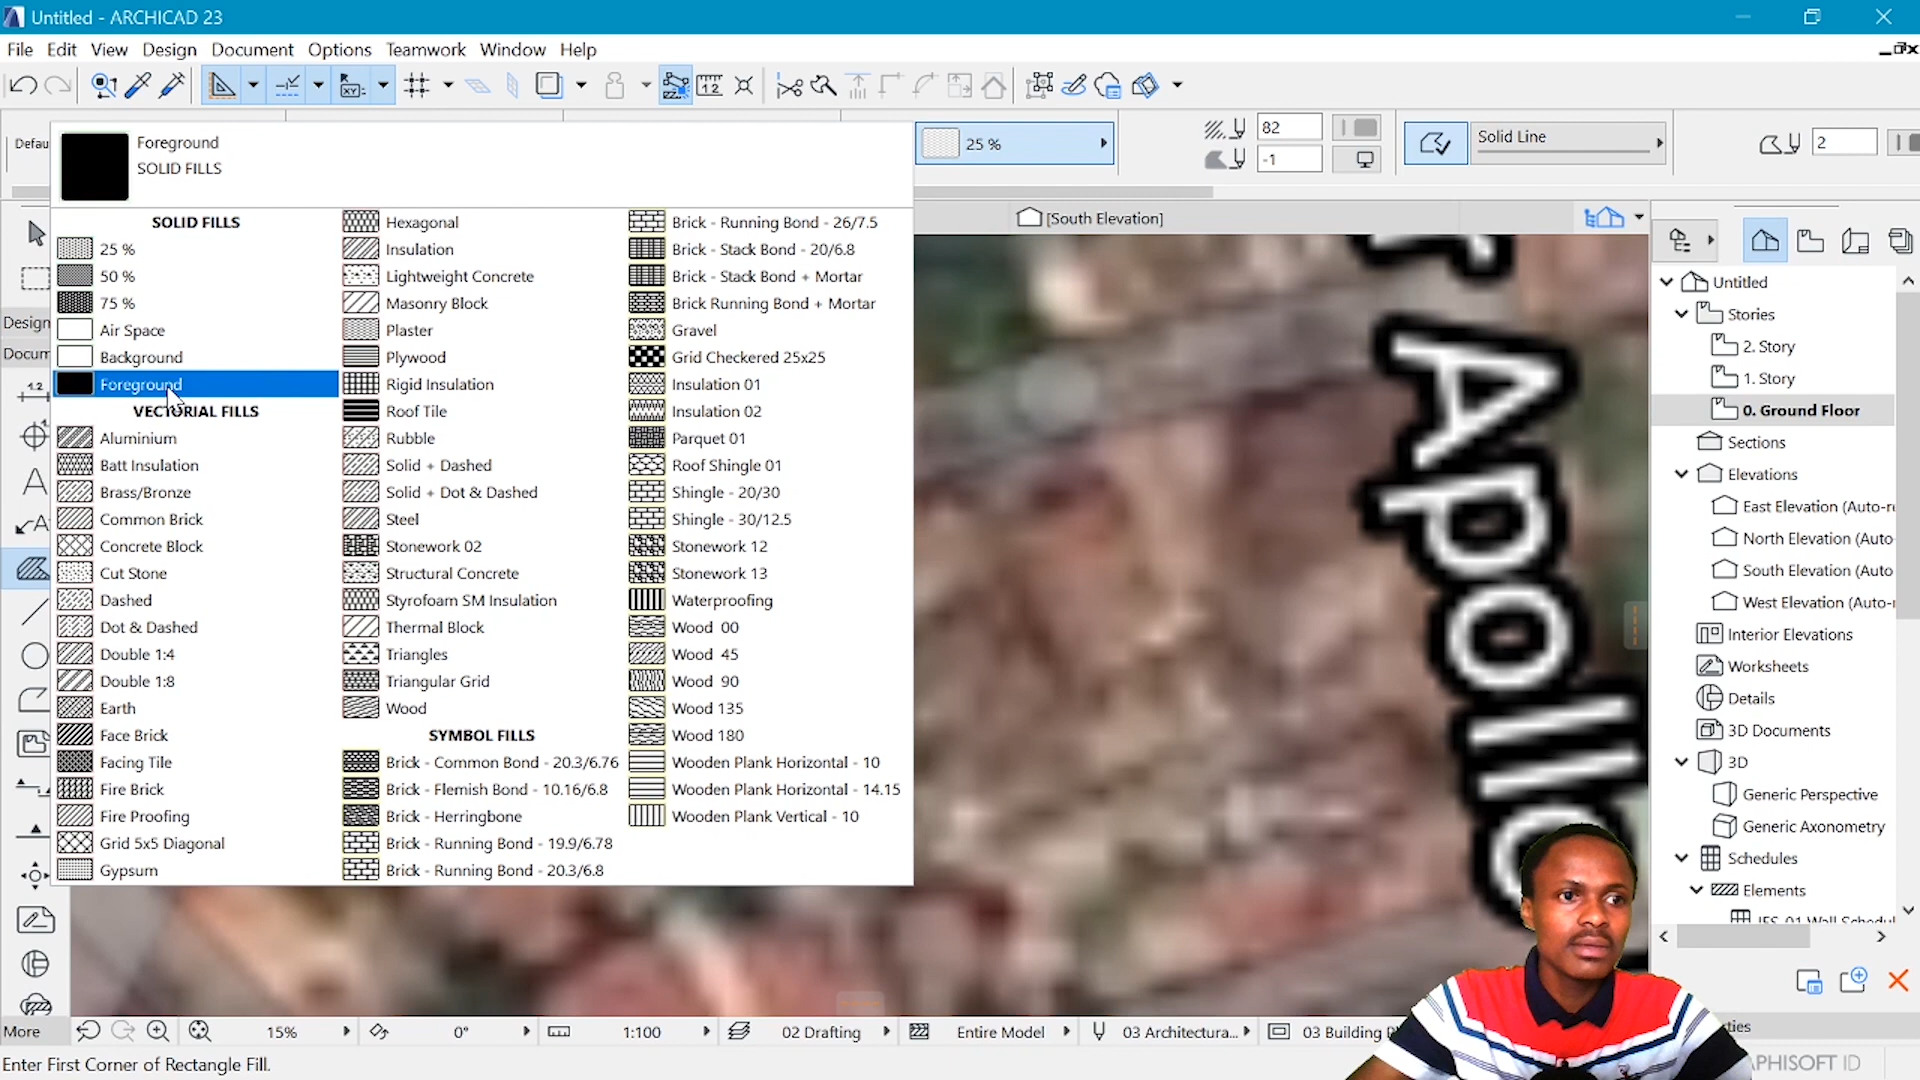 Untitled - ARCHICAD 23
File Edit View Design Document Options Teamwork Window Help
Defau
Foreground
SOLID FILLS
25 %
82
-1
Solid Line
2
[South Elevation]
SOLID FILLS
25 %
50 %
75 %
Air Space
Background
Foreground
VECTORIAL FILLS
Aluminium
Batt Insulation
Brass/Bronze
Common Brick
Concrete Block
Cut Stone
Dashed
Dot & Dashed
Double 1:4
Double 1:8
Earth
Face Brick
Facing Tile
Fire Brick
Fire Proofing
Grid 5x5 Diagonal
Gypsum
Hexagonal
Insulation
Lightweight Concrete
Masonry Block
Plaster
Plywood
Rigid Insulation
Roof Tile
Rubble
Solid + Dashed
Solid + Dot & Dashed
Steel
Stonework 02
Structural Concrete
Styrofoam SM Insulation
Thermal Block
Triangles
Triangular Grid
Wood
SYMBOL FILLS
Brick - Common Bond - 20.3/6.76
Brick - Flemish Bond - 10.16/6.8
Brick - Herringbone
Brick - Running Bond - 19.9/6.78
Brick - Running Bond - 20.3/6.8
Brick - Running Bond - 26/7.5
Brick - Stack Bond - 20/6.8
Brick - Stack Bond + Mortar
Brick Running Bond + Mortar
Gravel
Grid Checkered 25x25
Insulation 01
Insulation 02
Parquet 01
Roof Shingle 01
Shingle - 20/30
Shingle - 30/12.5
Stonework 12
Stonework 13
Waterproofing
Wood 00
Wood 45
Wood 90
Wood 135
Wood 180
Wooden Plank Horizontal - 10
Wooden Plank Horizontal - 14.15
Wooden Plank Vertical - 10
Desigr
Docum
More
Apollo
Untitled
Stories
2. Story
1. Story
0. Ground Floor
Sections
Elevations
East Elevation (Auto-r
North Elevation (Auto
South Elevation (Auto
West Elevation (Auto-
Interior Elevations
Worksheets
Details
3D Documents
3D
Generic Perspective
Generic Axonometry
Schedules
Elements
IES-01 Wall Schedul
15% 0° 1:100 02 Drafting Entire Model 03 Architectura... 03 Building P
ties
Enter First Corner of Rectangle Fill.
APHISOFT ID